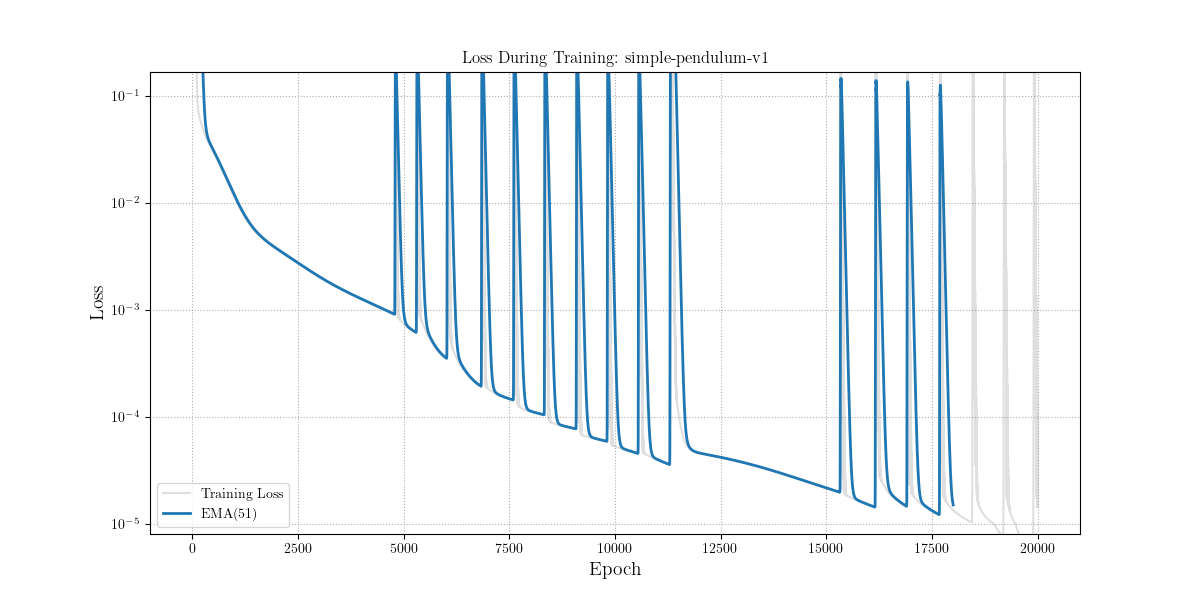 Loss During Training: simple-pendulum-v1
10⁻¹
10⁻²
10⁻³
10⁻⁴
10⁻⁵
Loss
Training Loss
EMA(51)
0
2500
5000
7500
10000
12500
15000
17500
20000
Epoch